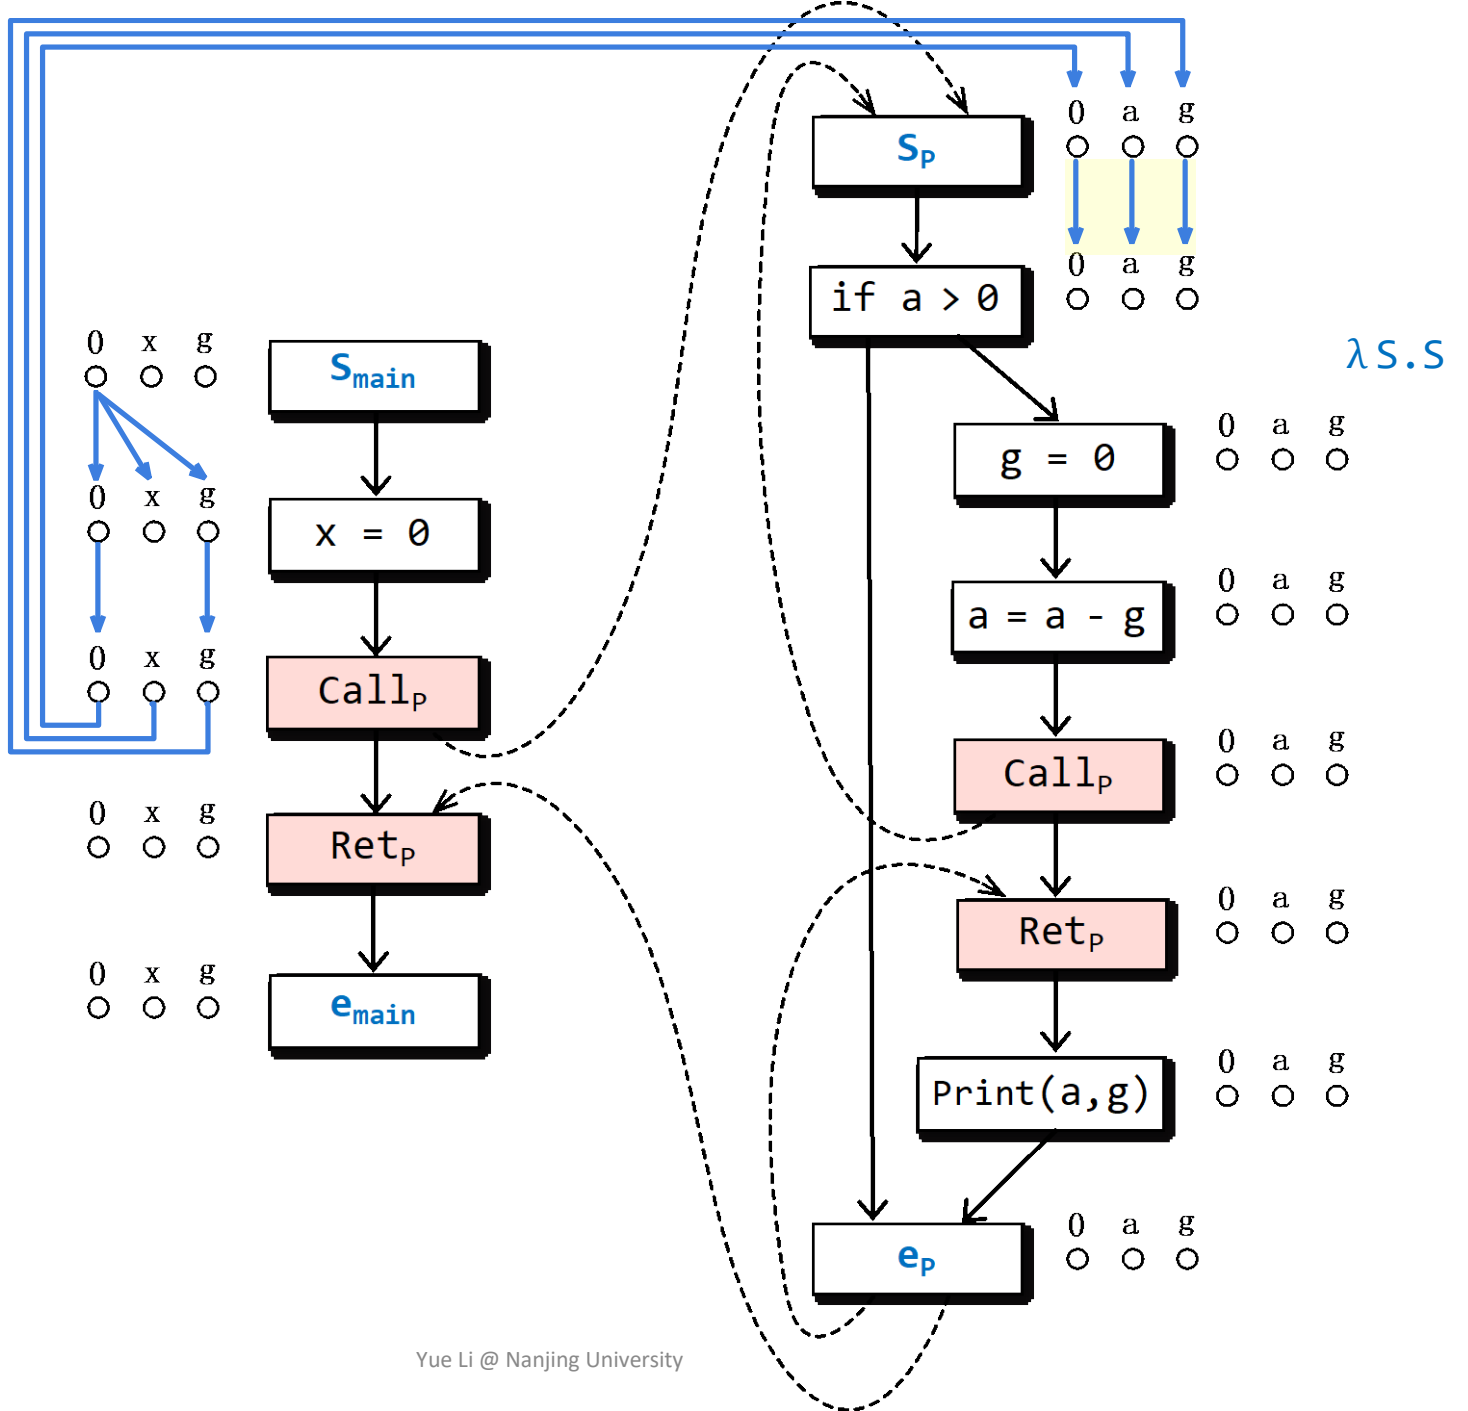 0 a g
S_P
0 a g
if a > 0
λS.S
0 x g
S_main
0 a g
g = 0
0 x g
x = 0
0 a g
a = a - g
0 x g
Call_P
0 a g
Call_P
0 x g
Ret_P
0 a g
Ret_P
0 x g
e_main
0 a g
Print(a,g)
0 a g
e_P
Yue Li @ Nanjing University